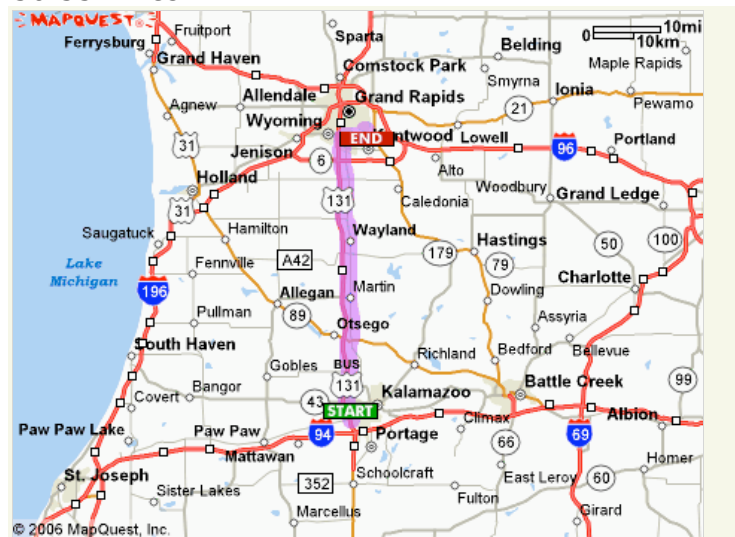 MAPQUEST.
10mi
0
10km
Fruitport
Ferrysburg
Grand Haven
Sparta
Comstock Park
Belding
Smyrna
Maple Rapids
Allendale
Grand Rapids
Ionia
Pewamo
Agnew
Wyoming
21
END
Kentwood
Lowell
Portland
31
Jenison
6
96
Alto
Holland
131
Caledonia
Woodbury
Grand Ledge
31
Saugatuck
Hamilton
Wayland
179
Hastings
79
50
100
Lake
Michigan
Fennville
A42
196
Allegan
Martin
Dowling
Charlotte
Pullman
89
Otsego
Assyria
South Haven
Gobles
BUS
131
Richland
Bedford
Bellevue
Bangor
Covert
43
START
Kalamazoo
Battle Creek
99
Paw Paw Lake
Paw Paw
94
Portage
Climax
66
69
Albion
Mattawan
Homer
St. Joseph
Sister Lakes
352
Schoolcraft
East Leroy
60
Fulton
Marcellus
Girard
© 2006 MapQuest, Inc.